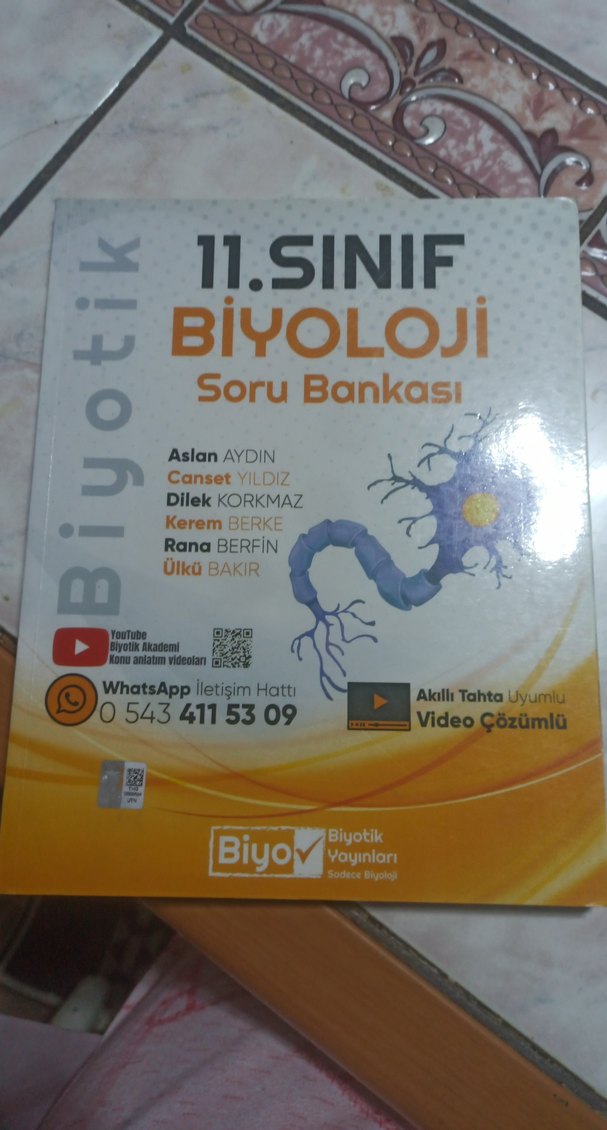 Biyotik
11.SINIF
BİYOLOJİ
Soru Bankası
Aslan AYDIN
Canset YILDIZ
Dilek KORKMAZ
Kerem BERKE
Rana BERFİN
Ülkü BAKIR
YouTube
Biyotik Akademi
Konu anlatım videoları
WhatsApp İletişim Hattı
0 543 411 53 09
Akıllı Tahta Uyumlu
Video Çözümlü
Biyo
Biyotik
Yayınları
Sadece Biyoloji